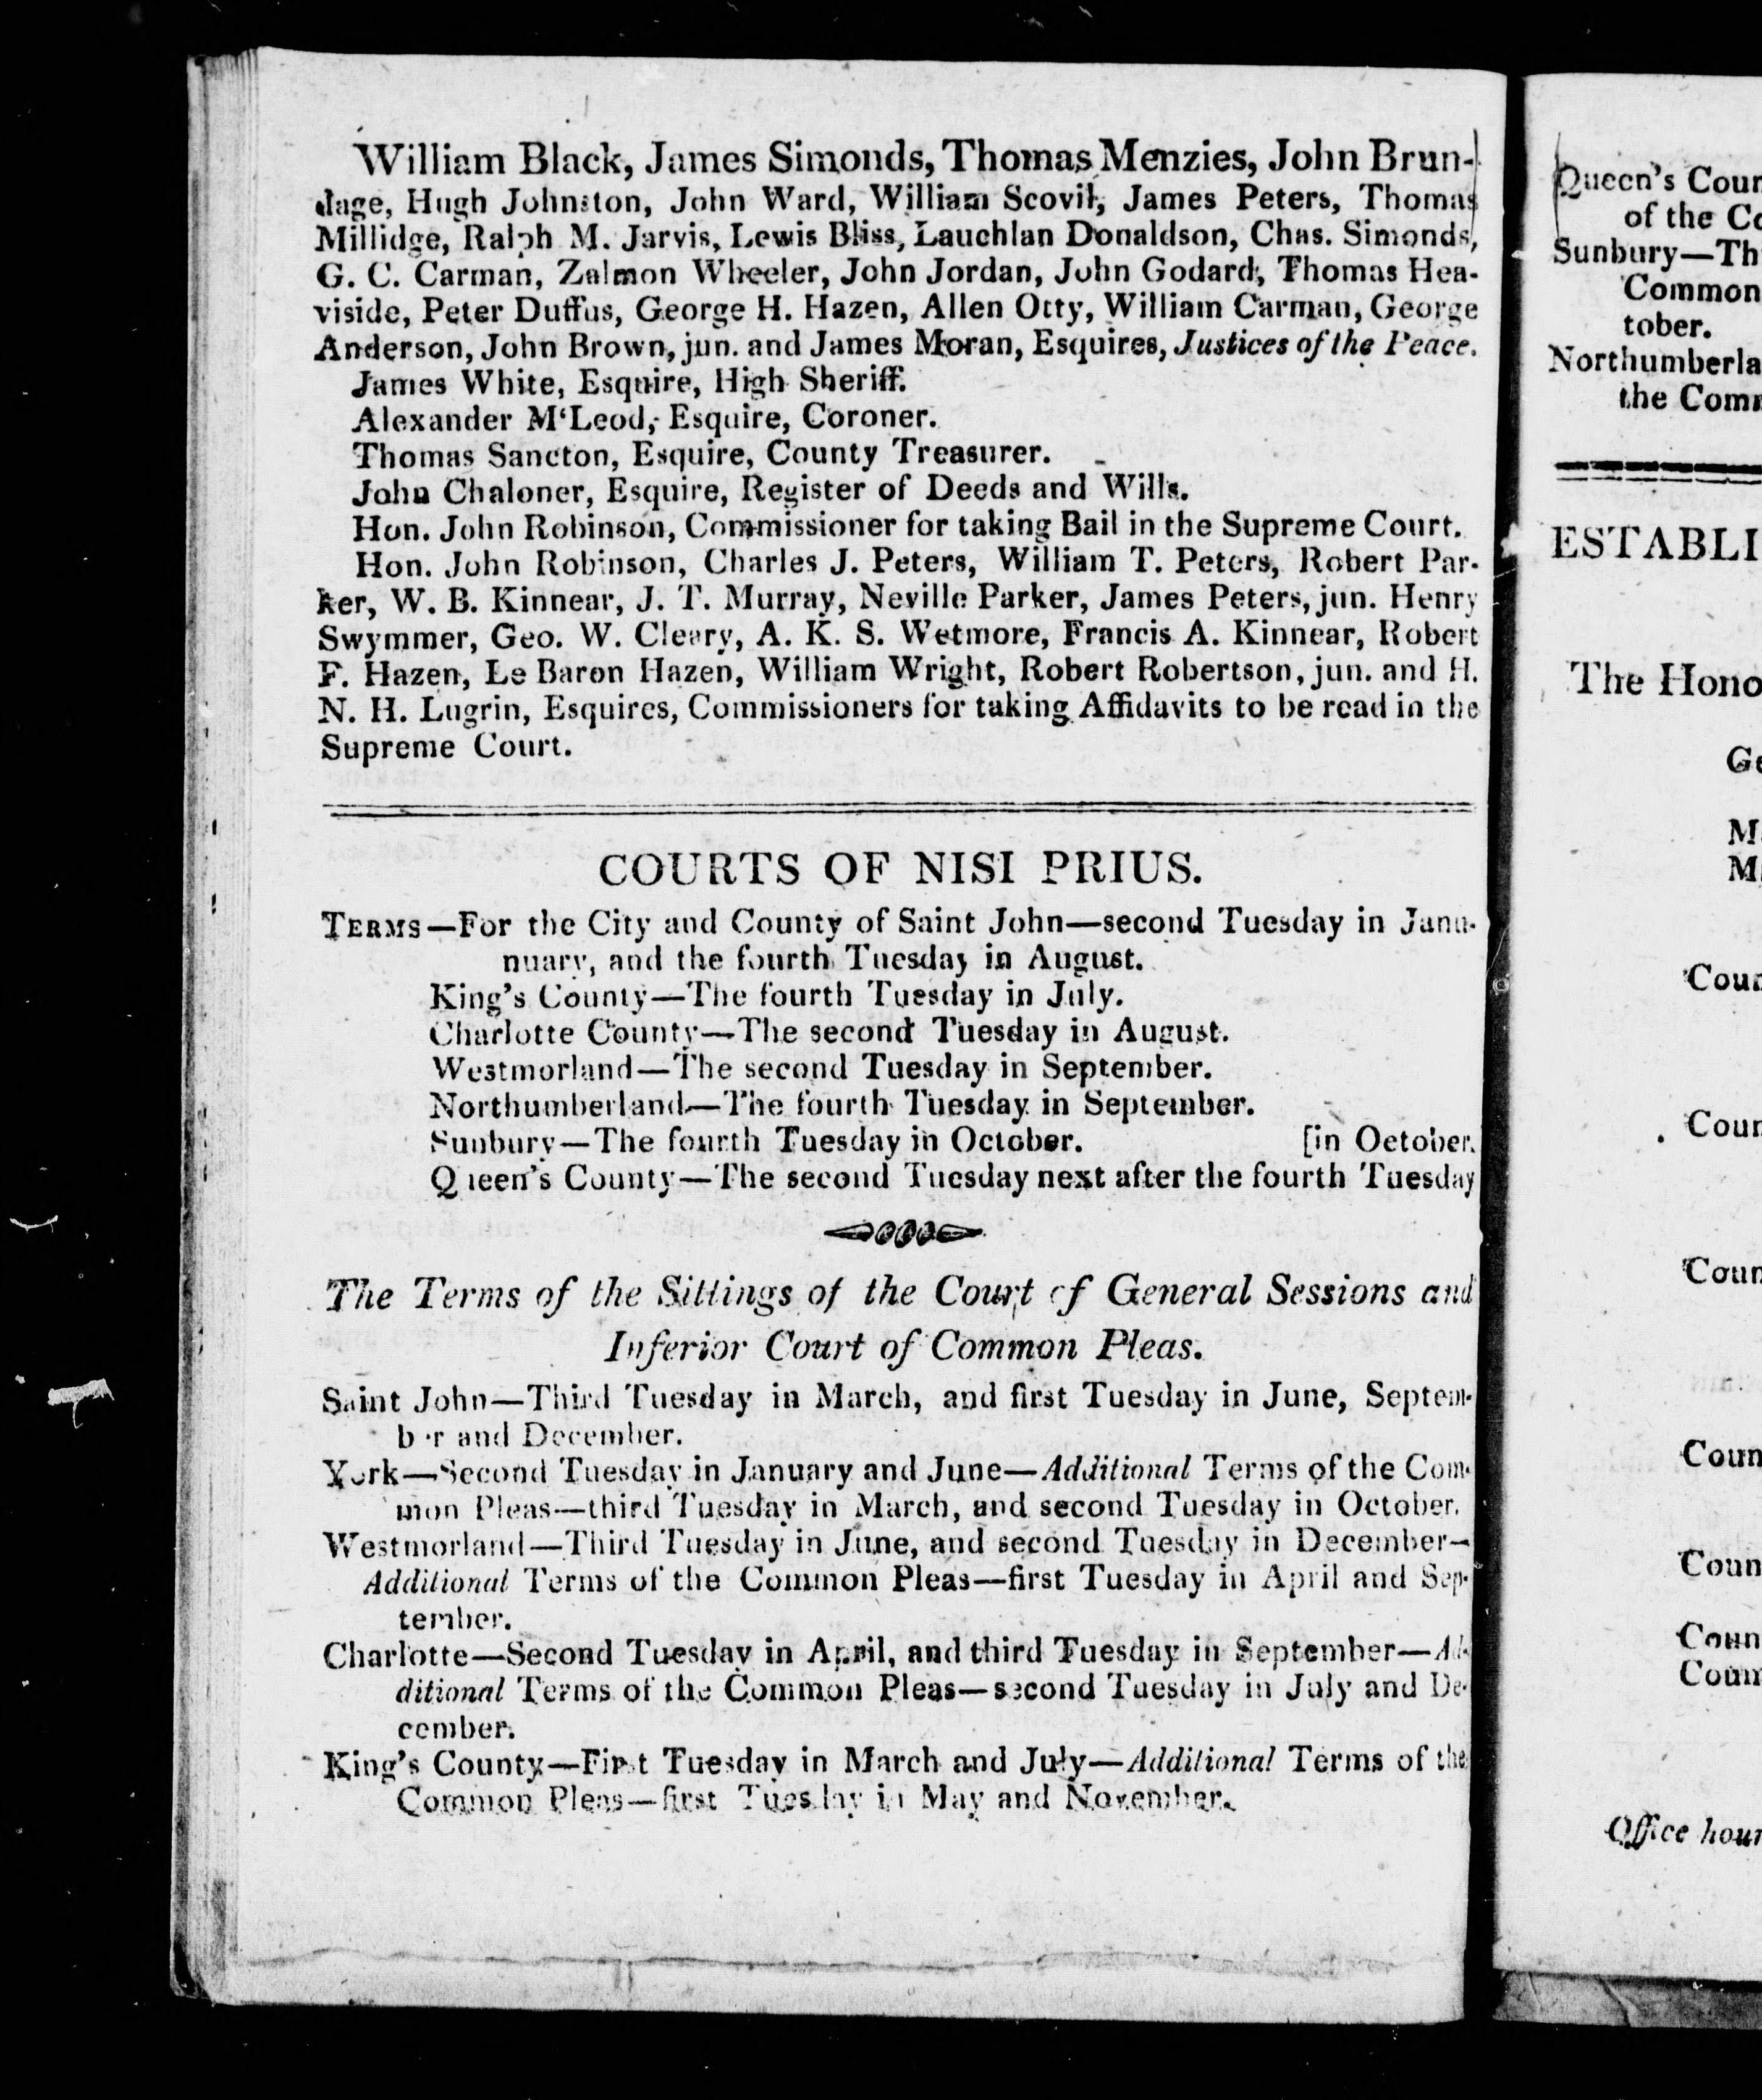 William Black, James Simonds, Thomas Menzies, John Brun-
dage, Hugh Johnston, John Ward, William Scovil, James Peters, Thomas
Millidge, Ralph M. Jarvis, Lewis Bliss, Lauchlan Donaldson, Chas. Simonds,
G. C. Carman, Zalmon Wheeler, John Jordan, John Godard, Thomas Hea-
viside, Peter Duffus, George H. Hazen, Allen Otty, William Carman, George
Anderson, John Brown, jun. and James Moran, Esquires, Justices of the Peace.
James White, Esquire, High Sheriff.
Alexander M‘Leod, Esquire, Coroner.
Thomas Sancton, Esquire, County Treasurer.
John Chaloner, Esquire, Register of Deeds and Wills.
Hon. John Robinson, Commissioner for taking Bail in the Supreme Court.
Hon. John Robinson, Charles J. Peters, William T. Peters, Robert Par-
ker, W. B. Kinnear, J. T. Murray, Neville Parker, James Peters, jun. Henry
Swymmer, Geo. W. Cleary, A. K. S. Wetmore, Francis A. Kinnear, Robert
F. Hazen, Le Baron Hazen, William Wright, Robert Robertson, jun. and H.
N. H. Lugrin, Esquires, Commissioners for taking Affidavits to be read in the
Supreme Court.
COURTS OF NISI PRIUS.
TERMS—For the City and County of Saint John—second Tuesday in Janu-
nuary, and the fourth Tuesday in August.
King's County—The fourth Tuesday in July.
Charlotte County—The second Tuesday in August.
Westmorland—The second Tuesday in September.
Northumberland—The fourth Tuesday in September.
Sunbury—The fourth Tuesday in October. [in October.
Queen's County—The second Tuesday next after the fourth Tuesday
The Terms of the Sittings of the Court of General Sessions and
Inferior Court of Common Pleas.
Saint John—Third Tuesday in March, and first Tuesday in June, Septem-
ber and December.
York—Second Tuesday in January and June—Additional Terms of the Com-
mon Pleas—third Tuesday in March, and second Tuesday in October.
Westmorland—Third Tuesday in June, and second Tuesday in December—
Additional Terms of the Common Pleas—first Tuesday in April and Sep-
tember.
Charlotte—Second Tuesday in April, and third Tuesday in September—Ad-
ditional Terms of the Common Pleas—second Tuesday in July and De-
cember.
King's County—First Tuesday in March and July—Additional Terms of the
Common Pleas—first Tuesday in May and November.
Queen's Coun
of the Co
Sunbury—Th
Common
tober.
Northumberla
the Comm
ESTABLI
The Hono
Ge
M
M
Coun
Coun
Coun
Coun
Coun
Coun
Coun
Office hour